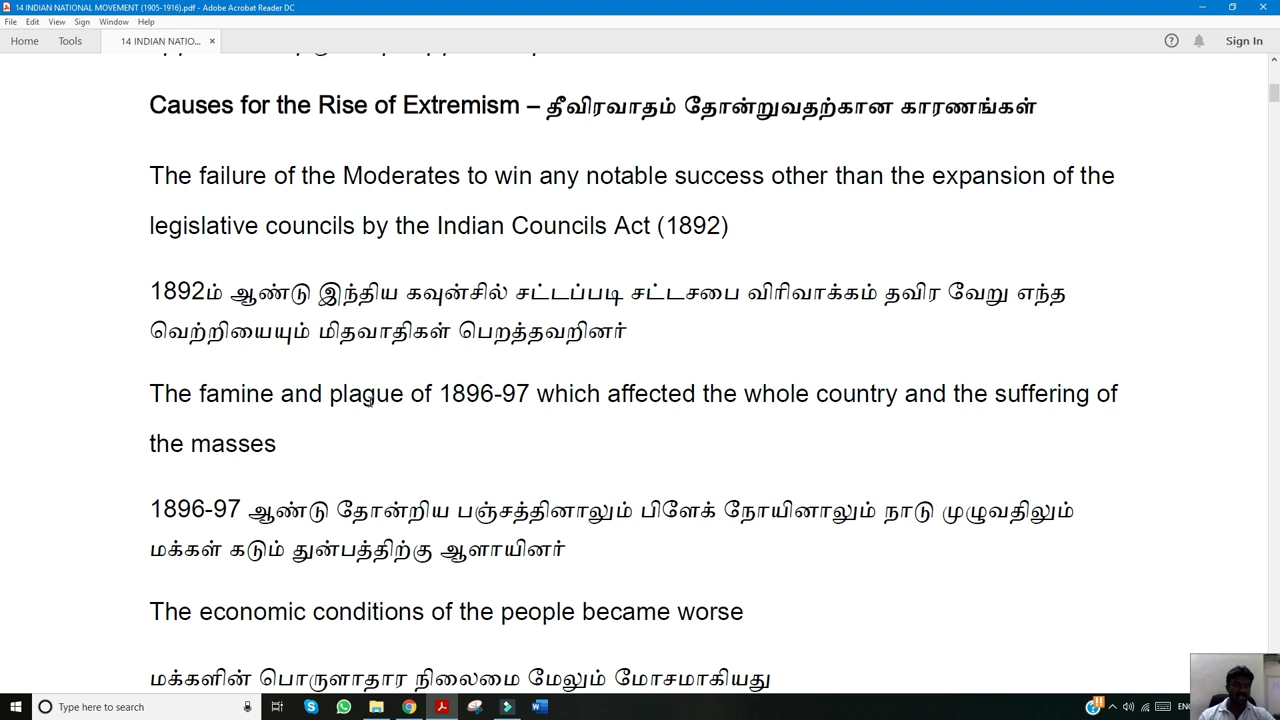 14 INDIAN NATIONAL MOVEMENT (1905-1916).pdf - Adobe Acrobat Reader DC
File Edit View Sign Window Help
Home Tools 14 INDIAN NATIO... × Sign In
Causes for the Rise of Extremism – தீவிரவாதம் தோன்றுவதற்கான காரணங்கள்
The failure of the Moderates to win any notable success other than the expansion of the
legislative councils by the Indian Councils Act (1892)
1892ம் ஆண்டு இந்திய கவுன்சில் சட்டப்படி சட்டசபை விரிவாக்கம் தவிர வேறு எந்த
வெற்றியையும் மிதவாதிகள் பெறத்தவறினர்
The famine and plague of 1896-97 which affected the whole country and the suffering of
the masses
1896-97 ஆண்டு தோன்றிய பஞ்சத்தினாலும் பிளேக் நோயினாலும் நாடு முழுவதிலும்
மக்கள் கடும் துன்பத்திற்கு ஆளாயினர்
The economic conditions of the people became worse
மக்களின் பொருளாதார நிலைமை மேலும் மோசமாகியது
Type here to search ENG